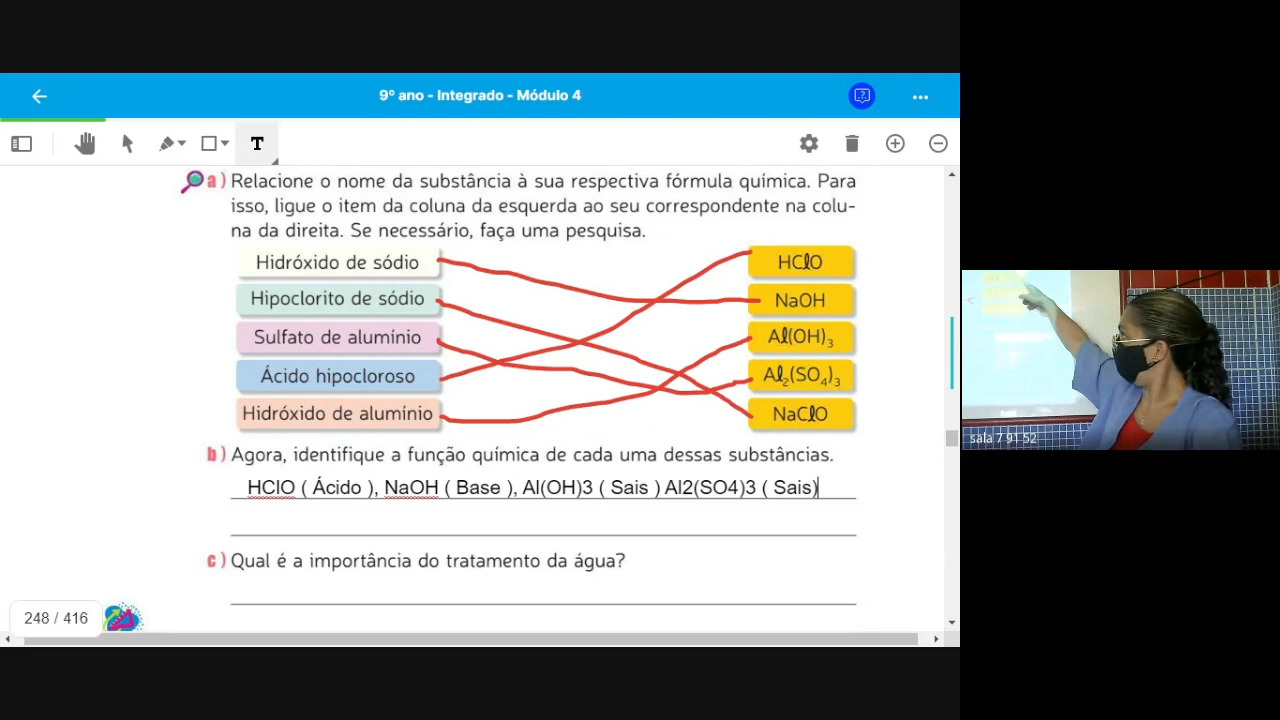 9º ano - Integrado - Módulo 4
T
a) Relacione o nome da substância à sua respectiva fórmula química. Para
isso, ligue o item da coluna da esquerda ao seu correspondente na colu-
na da direita. Se necessário, faça uma pesquisa.
Hidróxido de sódio HClO
Hipoclorito de sódio NaOH
Sulfato de alumínio Al(OH)₃
Ácido hipocloroso Al₂(SO₄)₃
Hidróxido de alumínio NaClO
b) Agora, identifique a função química de cada uma dessas substâncias.
HClO ( Ácido ), NaOH ( Base ), Al(OH)3 ( Sais ) Al2(SO4)3 ( Sais)
c) Qual é a importância do tratamento da água?
248 / 416
sala 7 91 52